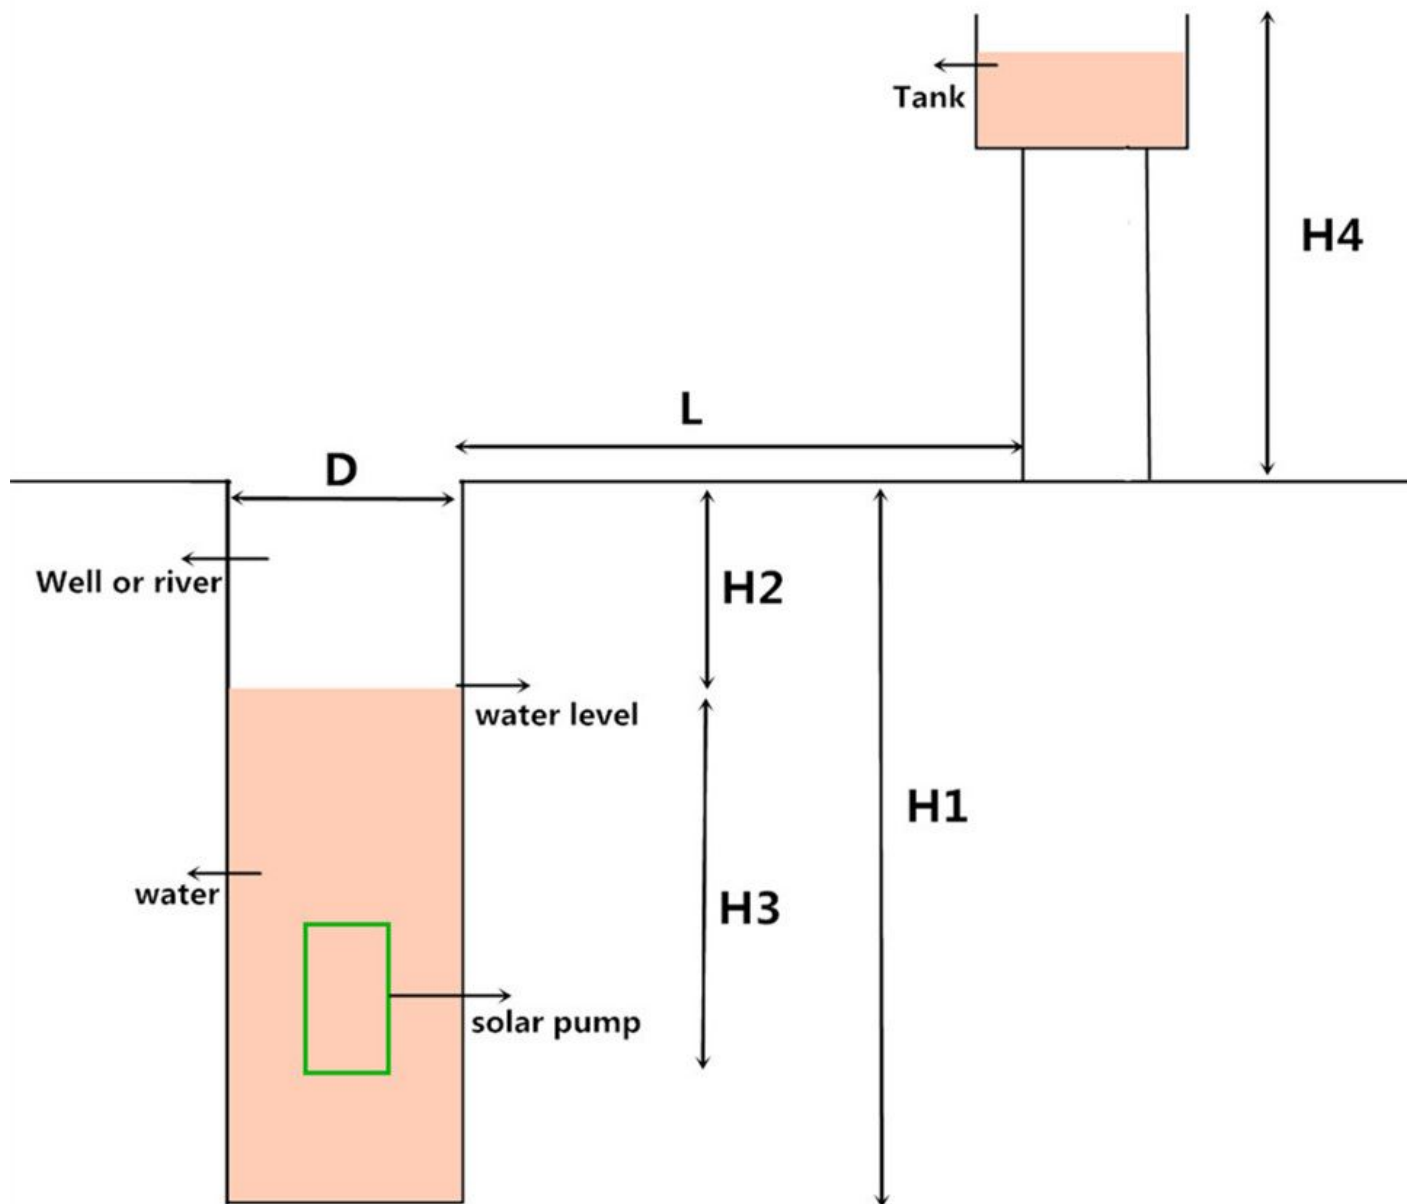 Tank
H4
L
D
Well or river
H2
water level
H1
water
H3
solar pump